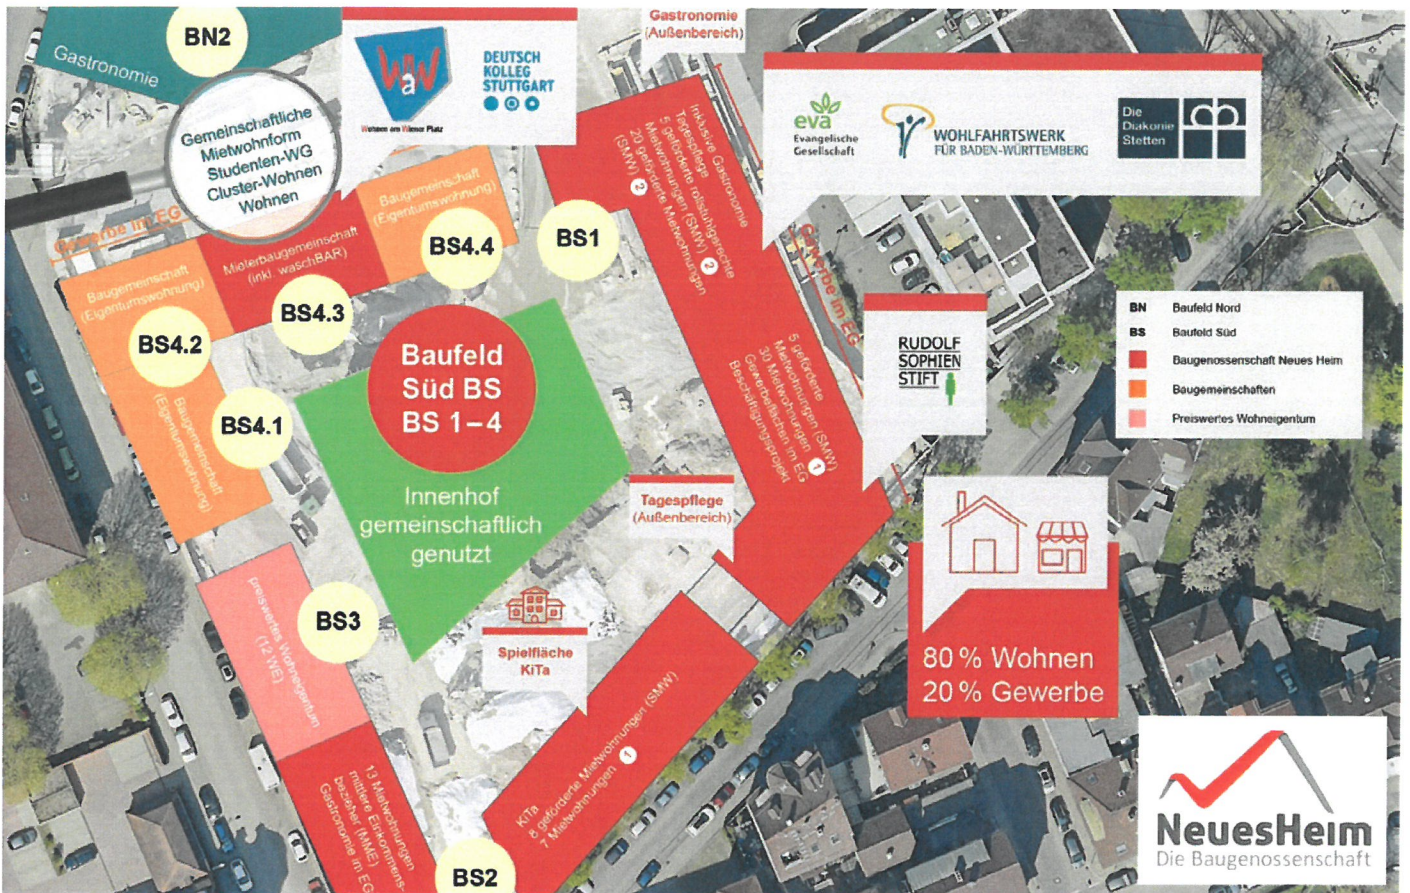 BN2
Gastronomie
Gemeinschaftliche
Mietwohnform
Studenten-WG
Cluster-Wohnen
Wohnen
WaW
Wohnen am Wiener Platz
DEUTSCH
KOLLEG
STUTTGART
Gastronomie
(Außenbereich)
eva
Evangelische
Gesellschaft
WOHLFAHRTSWERK
FÜR BADEN-WÜRTTEMBERG
Die
Diakonie
Stetten
Gewerbe im EG
Baugemeinschaft
(Eigentumswohnung)
BS4.2
Mieterbaugemeinschaft
(inkl. waschBAR)
BS4.3
Baugemeinschaft
(Eigentumswohnung)
BS4.4
BS1
Inklusive Gastronomie
Tagespflege
5 geförderte rollstuhlgerechte
Mietwohnungen (SMW) 2
20 geförderte Mietwohnungen
(SMW) 2
Gewerbe im EG
5 geförderte
Mietwohnungen (SMW)
30 Mietwohnungen 1
Gewerbeflächen im EG
Beschäftigungsprojekt
RUDOLF
SOPHIEN
STIFT
BN Baufeld Nord
BS Baufeld Süd
Baugenossenschaft Neues Heim
Baugemeinschaften
Preiswertes Wohneigentum
Baufeld
Süd BS
BS 1–4
BS4.1
Baugemeinschaft
(Eigentumswohnung)
Innenhof
gemeinschaftlich
genutzt
Tagespflege
(Außenbereich)
BS3
preiswertes Wohneigentum
(12 WE)
Spielfläche
KiTa
80 % Wohnen
20 % Gewerbe
KiTa
8 geförderte Mietwohnungen (SMW)
7 Mietwohnungen 1
13 Mietwohnungen
mittlere Einkommens-
bezieher (MME)
Gastronomie im EG
BS2
NeuesHeim
Die Baugenossenschaft